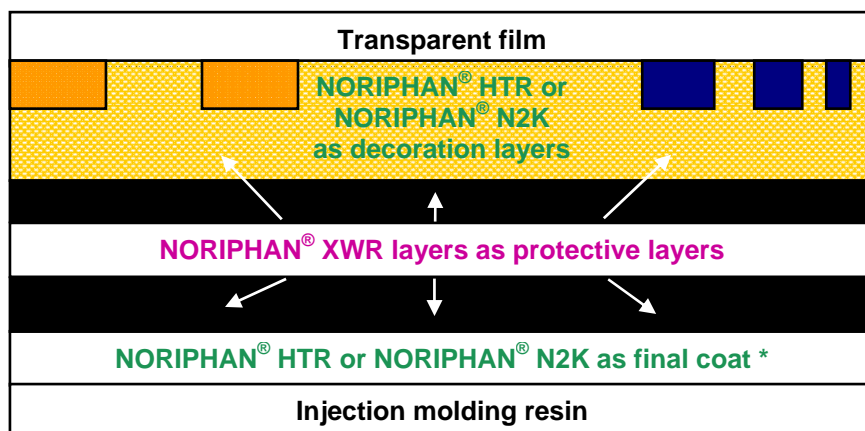 Transparent film
NORIPHAN® HTR or
NORIPHAN® N2K
as decoration layers
NORIPHAN® XWR layers as protective layers
NORIPHAN® HTR or NORIPHAN® N2K as final coat *
Injection molding resin